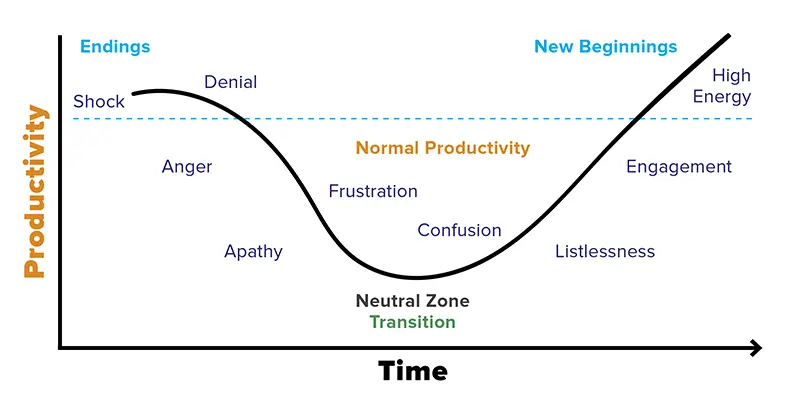 Endings
New Beginnings
Denial
Shock
High
Energy
Normal Productivity
Anger
Engagement
Frustration
Confusion
Apathy
Listlessness
Neutral Zone
Transition
Productivity
Time